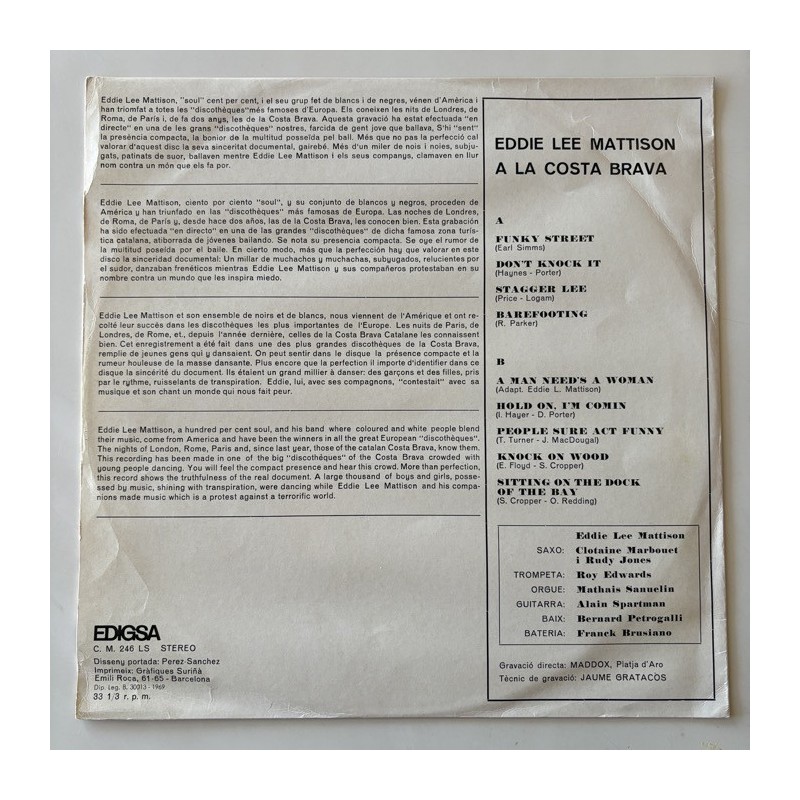 Eddie Lee Mattison, "soul" cent per cent, i el seu grup fet de blancs i de negres, vénen d'América i
han triomfat a totes les "discothèques"més famoses d'Europa. Els coneixen les nits de Londres, de
Roma, de París i, de fa dos anys, les de la Costa Brava. Aquesta gravació ha estat efectuada "en
directe" en una de les grans "discothèques" nostres, farcida de gent jove que ballava, S'hi "sent"
la presència compacta, la bonior de la multitud posseïda pel ball. Més que no pas la perfecció cal
valorar d'aquest disc la seva sinceritat documental, gairebé. Més d'un miler de nois i noies, subju-
gats, patinats de suor, ballaven mentre Eddie Lee Mattison i els seus companys, clamaven en llur
nom contra un món que els fa por.
Eddie Lee Mattison, ciento por ciento "soul", y su conjunto de blancos y negros, proceden de
América y han triunfado en las "discothèques" más famosas de Europa. Las noches de Londres,
de Roma, de París y, desde hace dos años, las de la Costa Brava, les conocen bien. Esta grabación
ha sido efectuada "en directo" en una de las grandes "discothèques" de dicha famosa zona turís-
tica catalana, atiborrada de jóvenes bailando. Se nota su presencia compacta. Se oye el rumor de
la multitud poseída por el baile. En cierto modo, más que la perfección hay que valorar en este
disco la sinceridad documental: Un millar de muchachos y muchachas, subyugados, relucientes por
el sudor, danzaban frenéticos mientras Eddie Lee Mattison y sus compañeros protestaban en su
nombre contra un mundo que les inspira miedo.
Eddie Lee Mattison et son ensemble de noirs et de blancs, nous viennent de l'Amérique et ont re-
colté leur succès dans les discothèques les plus importantes de l'Europe. Les nuits de Paris, de
Londres, de Rome, et., depuis l'année dernière, celles de la Costa Brava Catalane les connaissent
bien. Cet enregistrement a été fait dans une des plus grandes discothèques de la Costa Brava,
remplie de jeunes gens qui y dansaient. On peut sentir dans le disque la présence compacte et la
rumeur houleuse de la masse dansante. Plus encore que la perfection il importe d'identifier dans ce
disque la sincérité du document. Ils étaient un grand millier à danser: des garçons et des filles, pris
par le rythme, ruisselants de transpiration. Eddie, lui, avec ses compagnons, "contestait" avec sa
musique et son chant un monde qui nous fait peur.
Eddie Lee Mattison, a hundred per cent soul, and his band where coloured and white people blend
their music, come from America and have been the winners in all the great European "discothèques".
The nights of London, Rome, Paris and, since last year, those of the catalan Costa Brava, know them.
This recording has been made in one of the big "discothèques" of the Costa Brava crowded with
young people dancing. You will feel the compact presence and hear this crowd. More than perfection,
this record shows the truthfulness of the real document. A large thousand of boys and girls, posses-
sed by music, shining with transpiration, were dancing while Eddie Lee Mattison and his compa-
nions made music which is a protest against a terrorific world.
EDIGSA
C. M. 246 LS STEREO
Disseny portada: Perez-Sanchez
Imprimeix: Gràfiques Suriñà
Emili Roca, 61-65 - Barcelona
Dip. Leg. B. 30013 - 1969
33 1/3 r. p. m.
EDDIE LEE MATTISON
A LA COSTA BRAVA
A
FUNKY STREET
(Earl Simms)
DON'T KNOCK IT
(Haynes - Porter)
STAGGER LEE
(Price - Logam)
BAREFOOTING
(R. Parker)
B
A MAN NEED'S A WOMAN
(Adapt. Eddie L. Mattison)
HOLD ON, I'M COMIN
(I. Hayer - D. Porter)
PEOPLE SURE ACT FUNNY
(T. Turner - J. MacDougal)
KNOCK ON WOOD
(E. Floyd - S. Cropper)
SITTING ON THE DOCK
OF THE BAY
(S. Cropper - O. Redding)
Eddie Lee Mattison
SAXO: Clotaine Marbouet
i Rudy Jones
TROMPETA: Roy Edwards
ORGUE: Mathais Sanuelin
GUITARRA: Alain Spartman
BAIX: Bernard Petrogalli
BATERIA: Franck Brusiano
Gravació directa: MADDOX, Platja d'Aro
Tècnic de gravació: JAUME GRATACÒS